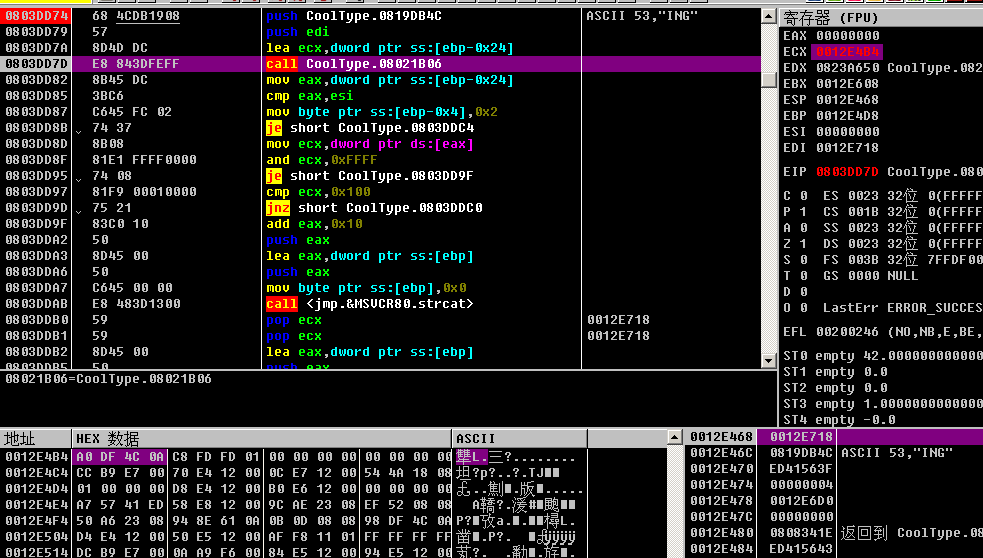 0803DD74 68 4CDB1908 push CoolType.0819DB4C ASCII 53,"ING"
0803DD79 57 push edi
0803DD7A 8D4D DC lea ecx,dword ptr ss:[ebp-0x24]
0803DD7D E8 843DFEFF call CoolType.08021B06
0803DD82 8B45 DC mov eax,dword ptr ss:[ebp-0x24]
0803DD85 3BC6 cmp eax,esi
0803DD87 C645 FC 02 mov byte ptr ss:[ebp-0x4],0x2
0803DD8B 74 37 je short CoolType.0803DDC4
0803DD8D 8B08 mov ecx,dword ptr ds:[eax]
0803DD8F 81E1 FFFF0000 and ecx,0xFFFF
0803DD95 74 08 je short CoolType.0803DD9F
0803DD97 81F9 00010000 cmp ecx,0x100
0803DD9D 75 21 jnz short CoolType.0803DDC0
0803DD9F 83C0 10 add eax,0x10
0803DDA2 50 push eax
0803DDA3 8D45 00 lea eax,dword ptr ss:[ebp]
0803DDA6 50 push eax
0803DDA7 C645 00 00 mov byte ptr ss:[ebp],0x0
0803DDAB E8 483D1300 call <jmp.&MSVCR80.strcat>
0803DDB0 59 pop ecx 0012E718
0803DDB1 59 pop ecx 0012E718
0803DDB2 8D45 00 lea eax,dword ptr ss:[ebp]
0803DDB5 50 push eax
08021B06=CoolType.08021B06
寄存器 (FPU)
EAX 00000000
ECX 0012E4B4
EDX 0823A650 CoolType.082
EBX 0012E608
ESP 0012E468
EBP 0012E4D8
ESI 00000000
EDI 0012E718
EIP 0803DD7D CoolType.080
C 0 ES 0023 32位 0(FFFFF
P 1 CS 001B 32位 0(FFFFF
A 0 SS 0023 32位 0(FFFFF
Z 1 DS 0023 32位 0(FFFFF
S 0 FS 003B 32位 7FFDF00
T 0 GS 0000 NULL
D 0
O 0 LastErr ERROR_SUCCES
EFL 00200246 (NO,NB,E,BE,
ST0 empty 42.000000000000
ST1 empty 0.0
ST2 empty 0.0
ST3 empty 1.0000000000000
ST4 empty -0.0
地址 HEX 数据 ASCII
0012E4B4 A0 DF 4C 0A C8 FD FD 01 00 00 00 00 00 00 00 00
0012E4C4 CC B9 E7 00 70 E4 12 00 0C E7 12 00 54 4A 18 08
0012E4D4 01 00 00 00 D8 E4 12 00 B0 E6 12 00 00 00 00 00
0012E4E4 A7 57 41 ED 58 E8 12 00 9C AE 23 08 EF 52 08 08
0012E4F4 50 A6 23 08 94 8E 61 0A 0B 0D 08 08 98 DF 4C 0A
0012E504 D4 E4 12 00 50 E5 12 00 AF F8 11 01 FF FF FF FF
0012E514 DC B9 E7 00 0A A9 F6 00 84 E5 12 00 94 E5 12 00
0012E468 0012E718
0012E46C 0819DB4C ASCII 53,"ING"
0012E470 ED41563F
0012E474 00000004
0012E478 0012E6D0
0012E47C 00000000
0012E480 0808341E 返回到 CoolType.0
0012E484 ED415643